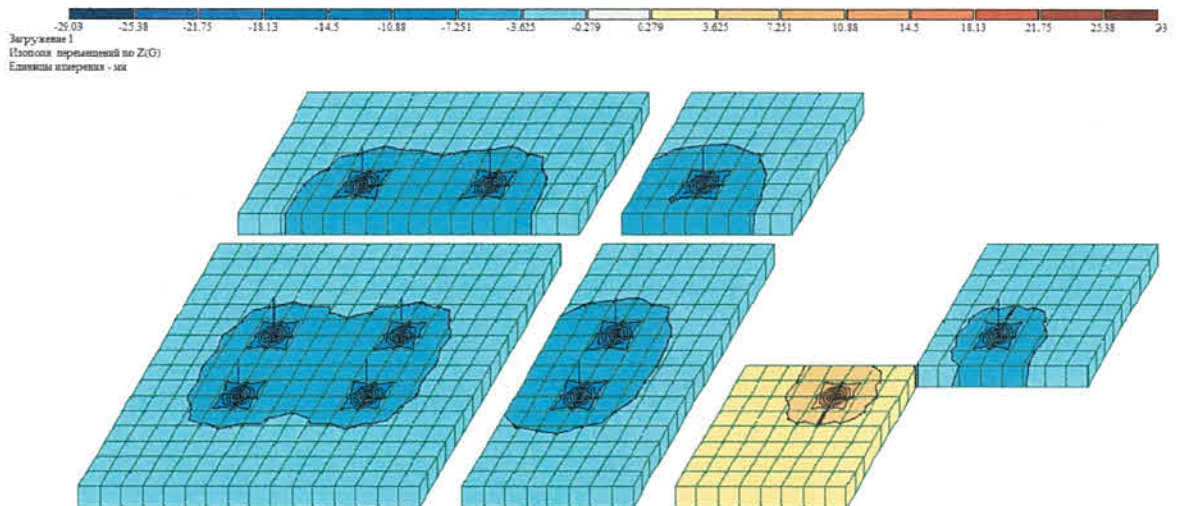 -29.03 -25.38 -21.75 -18.13 -14.5 -10.88 -7.251 -3.625 -0.279 0.279 3.625 7.251 10.88 14.5 18.13 21.75 25.38 93
Загружение 1
Изополя перемещений по Z(G)
Единицы измерения - мм